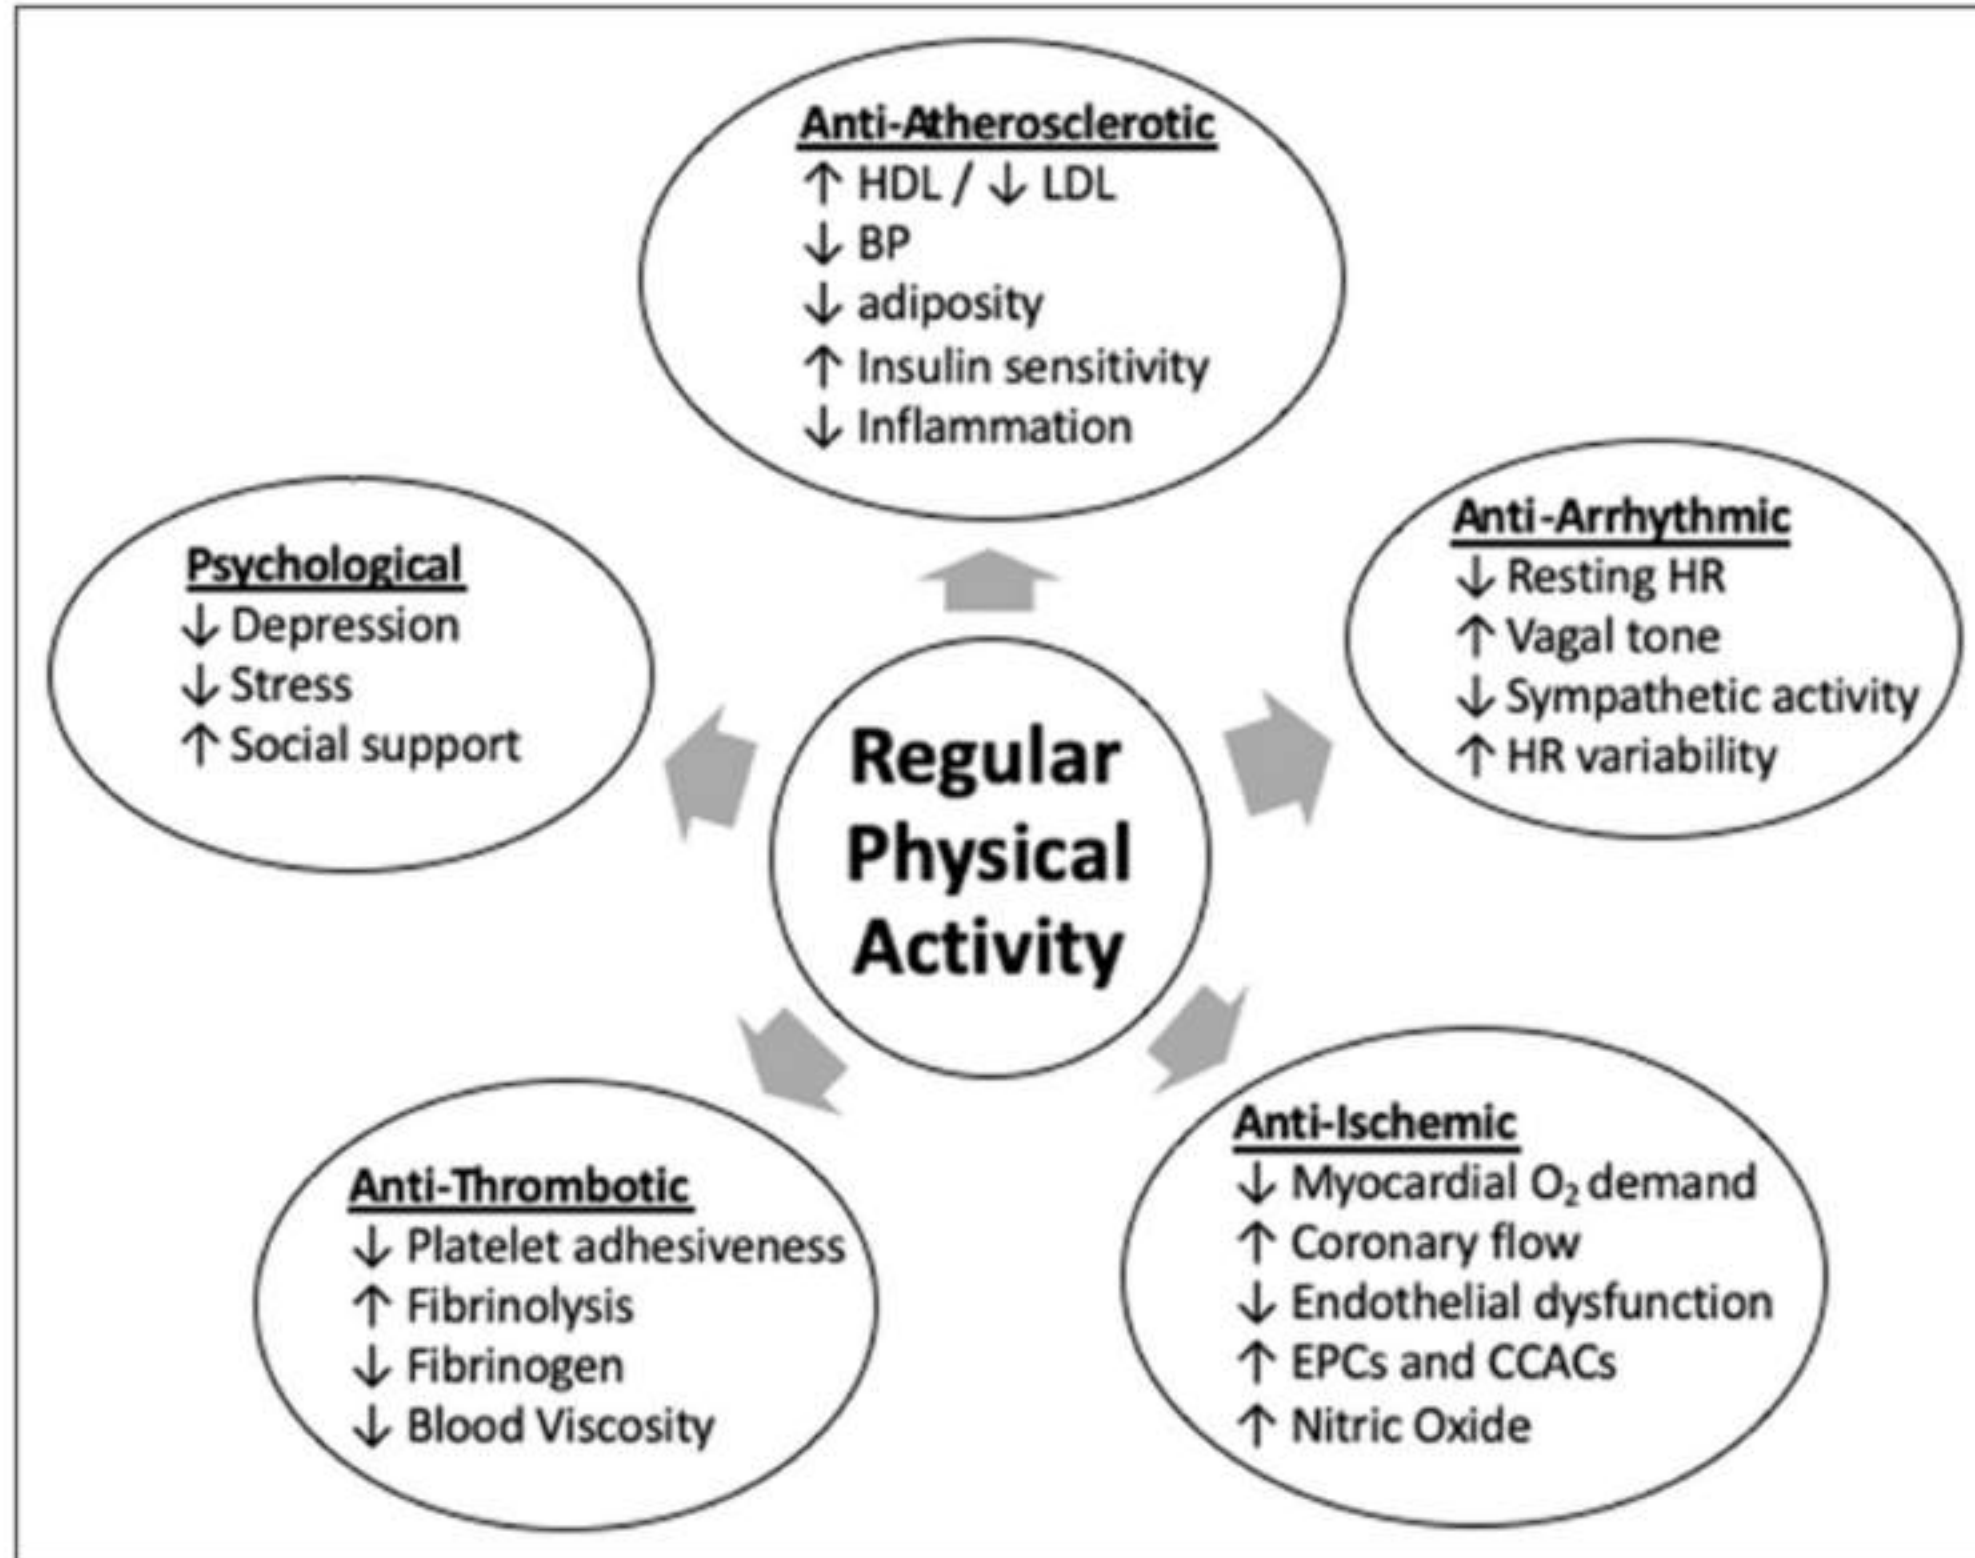 Anti-Atherosclerotic
↑ HDL / ↓ LDL
↓ BP
↓ adiposity
↑ Insulin sensitivity
↓ Inflammation
Psychological
↓ Depression
↓ Stress
↑ Social support
Anti-Arrhythmic
↓ Resting HR
↑ Vagal tone
↓ Sympathetic activity
↑ HR variability
Regular
Physical
Activity
Anti-Thrombotic
↓ Platelet adhesiveness
↑ Fibrinolysis
↓ Fibrinogen
↓ Blood Viscosity
Anti-Ischemic
↓ Myocardial O₂ demand
↑ Coronary flow
↓ Endothelial dysfunction
↑ EPCs and CCACs
↑ Nitric Oxide